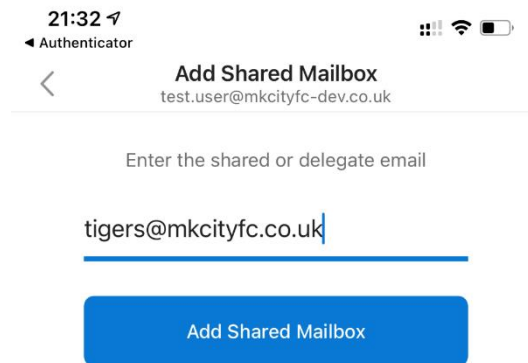 21:32
Authenticator
Add Shared Mailbox
test.user@mkcityfc-dev.co.uk
Enter the shared or delegate email
tigers@mkcityfc.co.uk
Add Shared Mailbox